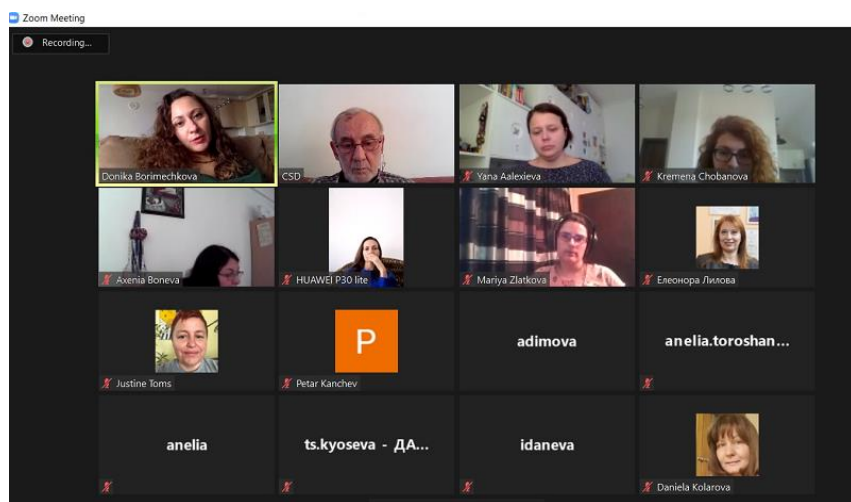 Zoom Meeting
Recording...
Donika Borimechkova
CSD
Yana Aalexieva
Kremena Chobanova
Axenia Boneva
HUAWEI P30 lite
Mariya Zlatkova
Елеонора Лилова
Justine Toms
P
Petar Kanchev
adimova
anelia.toroshan...
anelia
ts.kyoseva - ДА...
idaneva
Daniela Kolarova